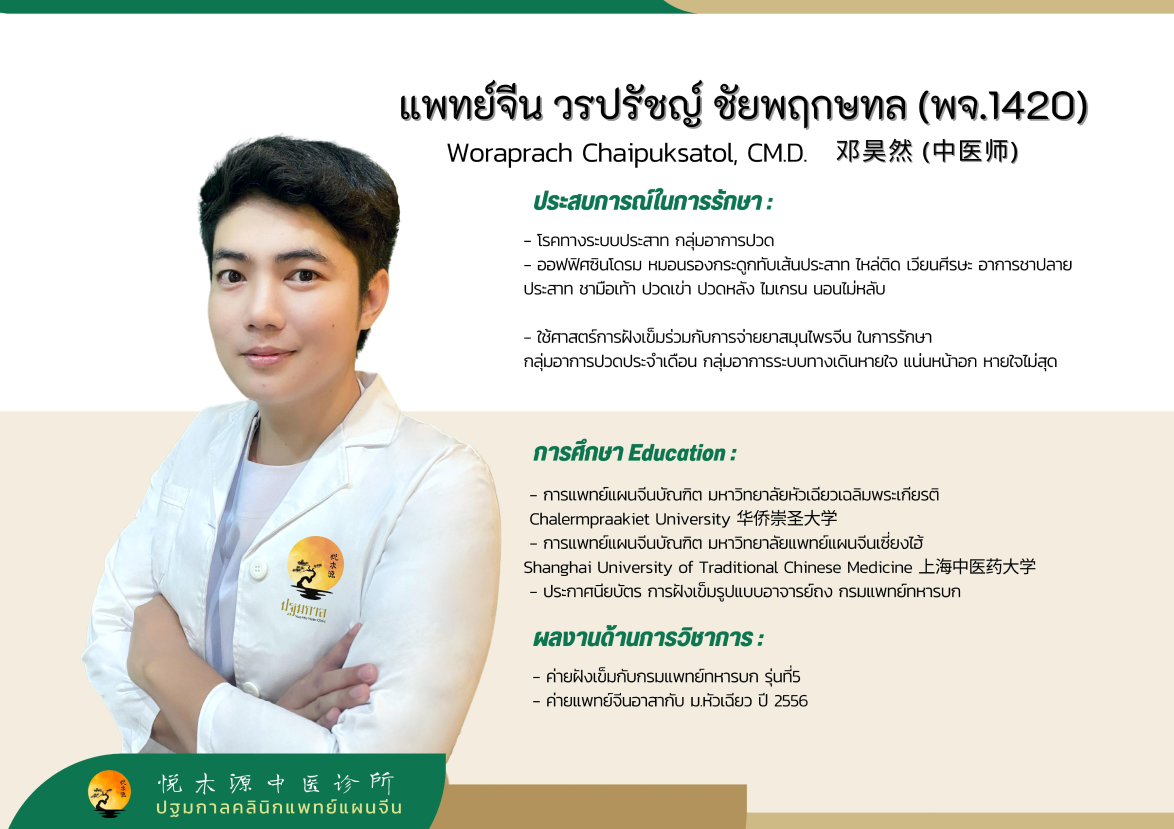 แพทย์จีน วรปรัชญ์ ชัยพฤกษทล (พจ.1420)
Woraprach Chaipuksatol, CM.D. 邓昊然 (中医师)
ประสบการณ์ในการรักษา :
- โรคทางระบบประสาท กลุ่มอาการปวด
- ออฟฟิศซินโดรม หมอนรองกระดูกทับเส้นประสาท ไหล่ติด เวียนศีรษะ อาการชาปลาย
ประสาท ชามือเท้า ปวดเข่า ปวดหลัง ไมเกรน นอนไม่หลับ
- ใช้ศาสตร์การฝังเข็มร่วมกับการจ่ายยาสมุนไพรจีน ในการรักษา
กลุ่มอาการปวดประจำเดือน กลุ่มอาการระบบทางเดินหายใจ แน่นหน้าอก หายใจไม่สุด
การศึกษา Education :
- การแพทย์แผนจีนบัณฑิต มหาวิทยาลัยหัวเฉียวเฉลิมพระเกียรติ
Chalermpraakiet University 华侨崇圣大学
- การแพทย์แผนจีนบัณฑิต มหาวิทยาลัยแพทย์แผนจีนเซี่ยงไฮ้
Shanghai University of Traditional Chinese Medicine 上海中医药大学
- ประกาศนียบัตร การฝังเข็มรูปแบบอาจารย์ถง กรมแพทย์ทหารบก
ผลงานด้านการวิชาการ :
- ค่ายฝังเข็มกับกรมแพทย์ทหารบก รุ่นที่5
- ค่ายแพทย์จีนอาสากับ ม.หัวเฉียว ปี 2556
悦木源
ปฐมกาล
悦木源
悦木源中医诊所
ปฐมกาลคลินิกแพทย์แผนจีน